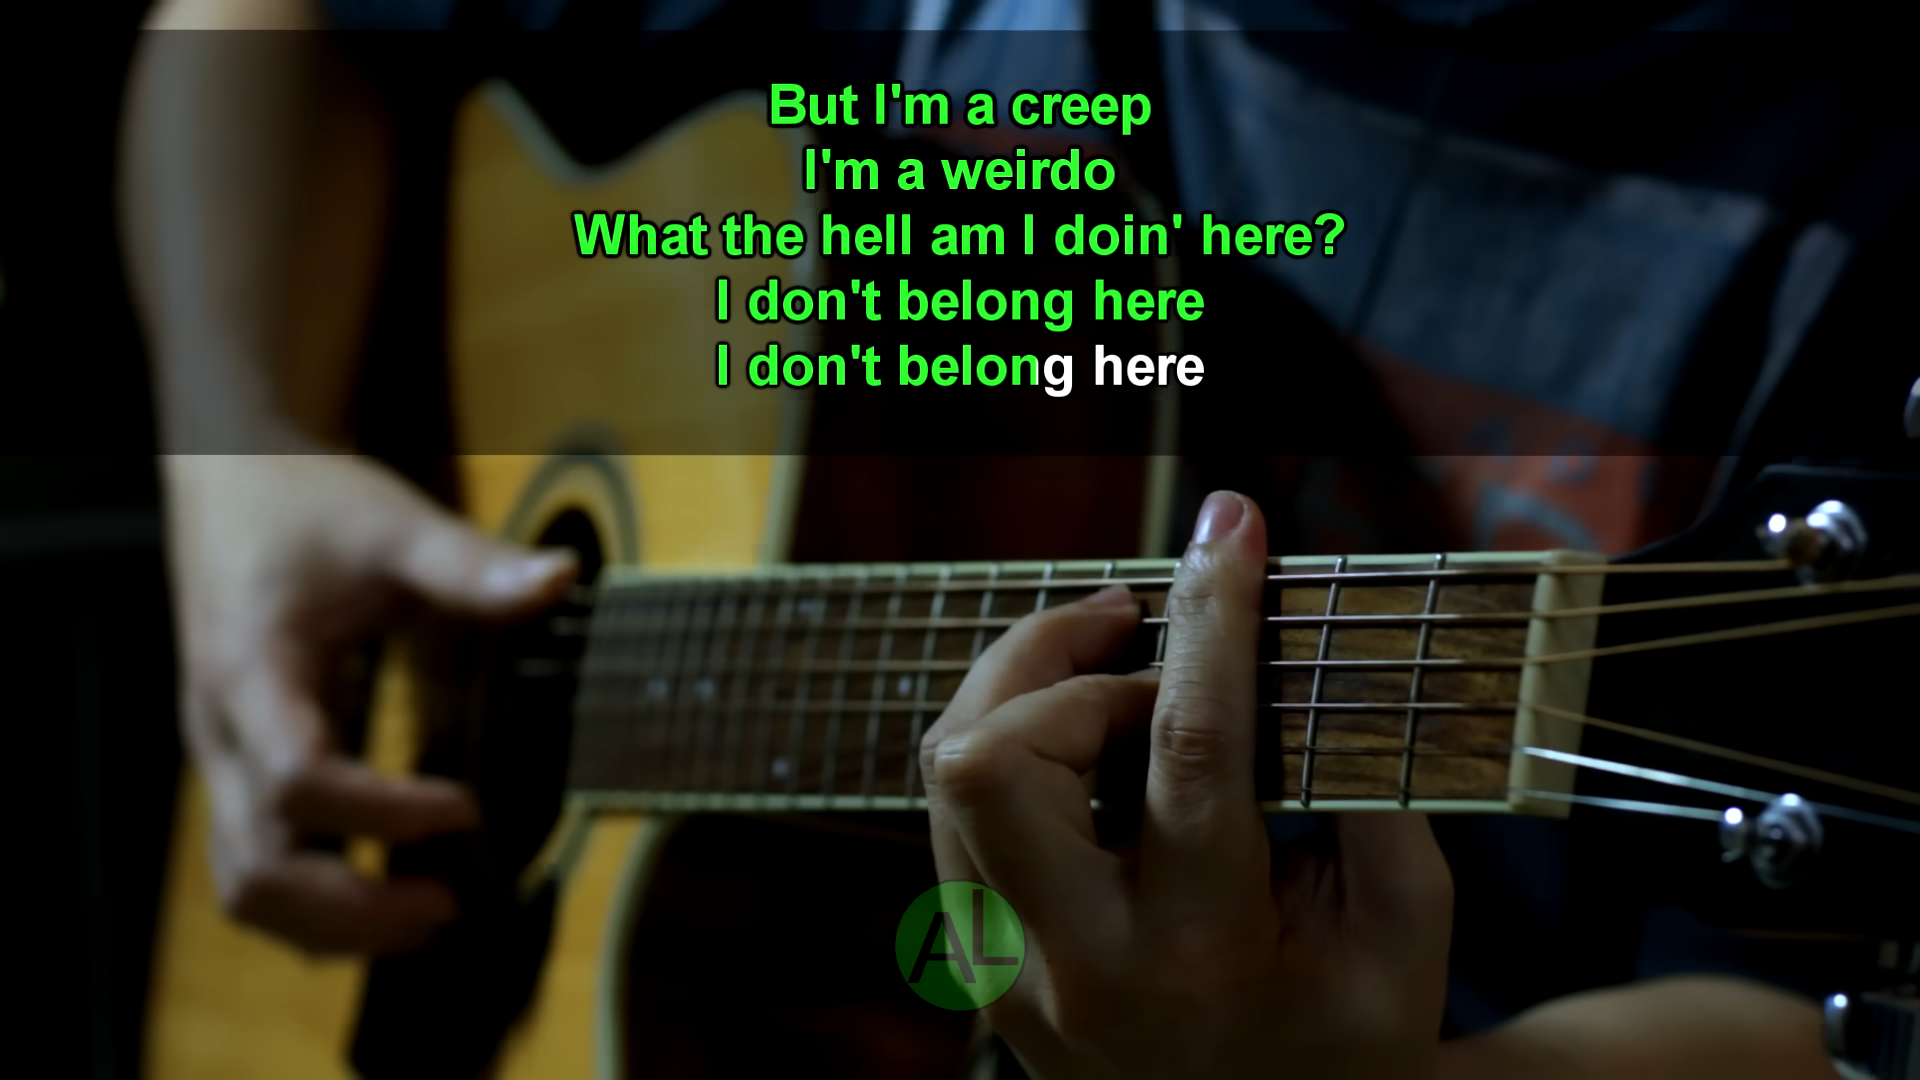 But I'm a creep
I'm a weirdo
What the hell am I doin' here?
I don't belong here
I don't belong here
AL